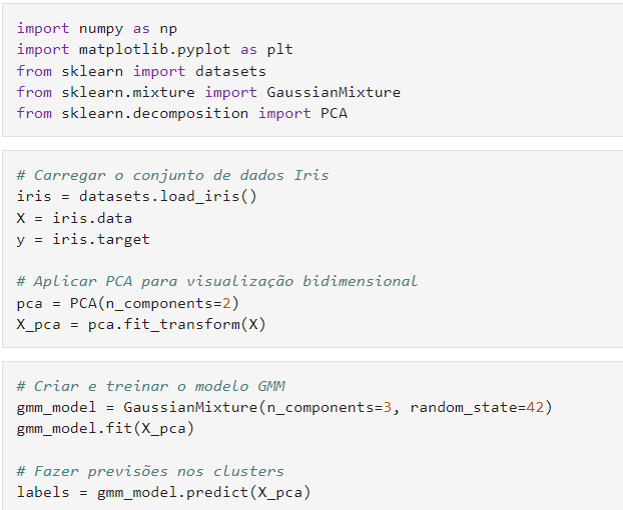 import numpy as np
import matplotlib.pyplot as plt
from sklearn import datasets
from sklearn.mixture import GaussianMixture
from sklearn.decomposition import PCA
# Carregar o conjunto de dados Iris
iris = datasets.load_iris()
X = iris.data
y = iris.target
# Aplicar PCA para visualização bidimensional
pca = PCA(n_components=2)
X_pca = pca.fit_transform(X)
# Criar e treinar o modelo GMM
gmm_model = GaussianMixture(n_components=3, random_state=42)
gmm_model.fit(X_pca)
# Fazer previsões nos clusters
labels = gmm_model.predict(X_pca)